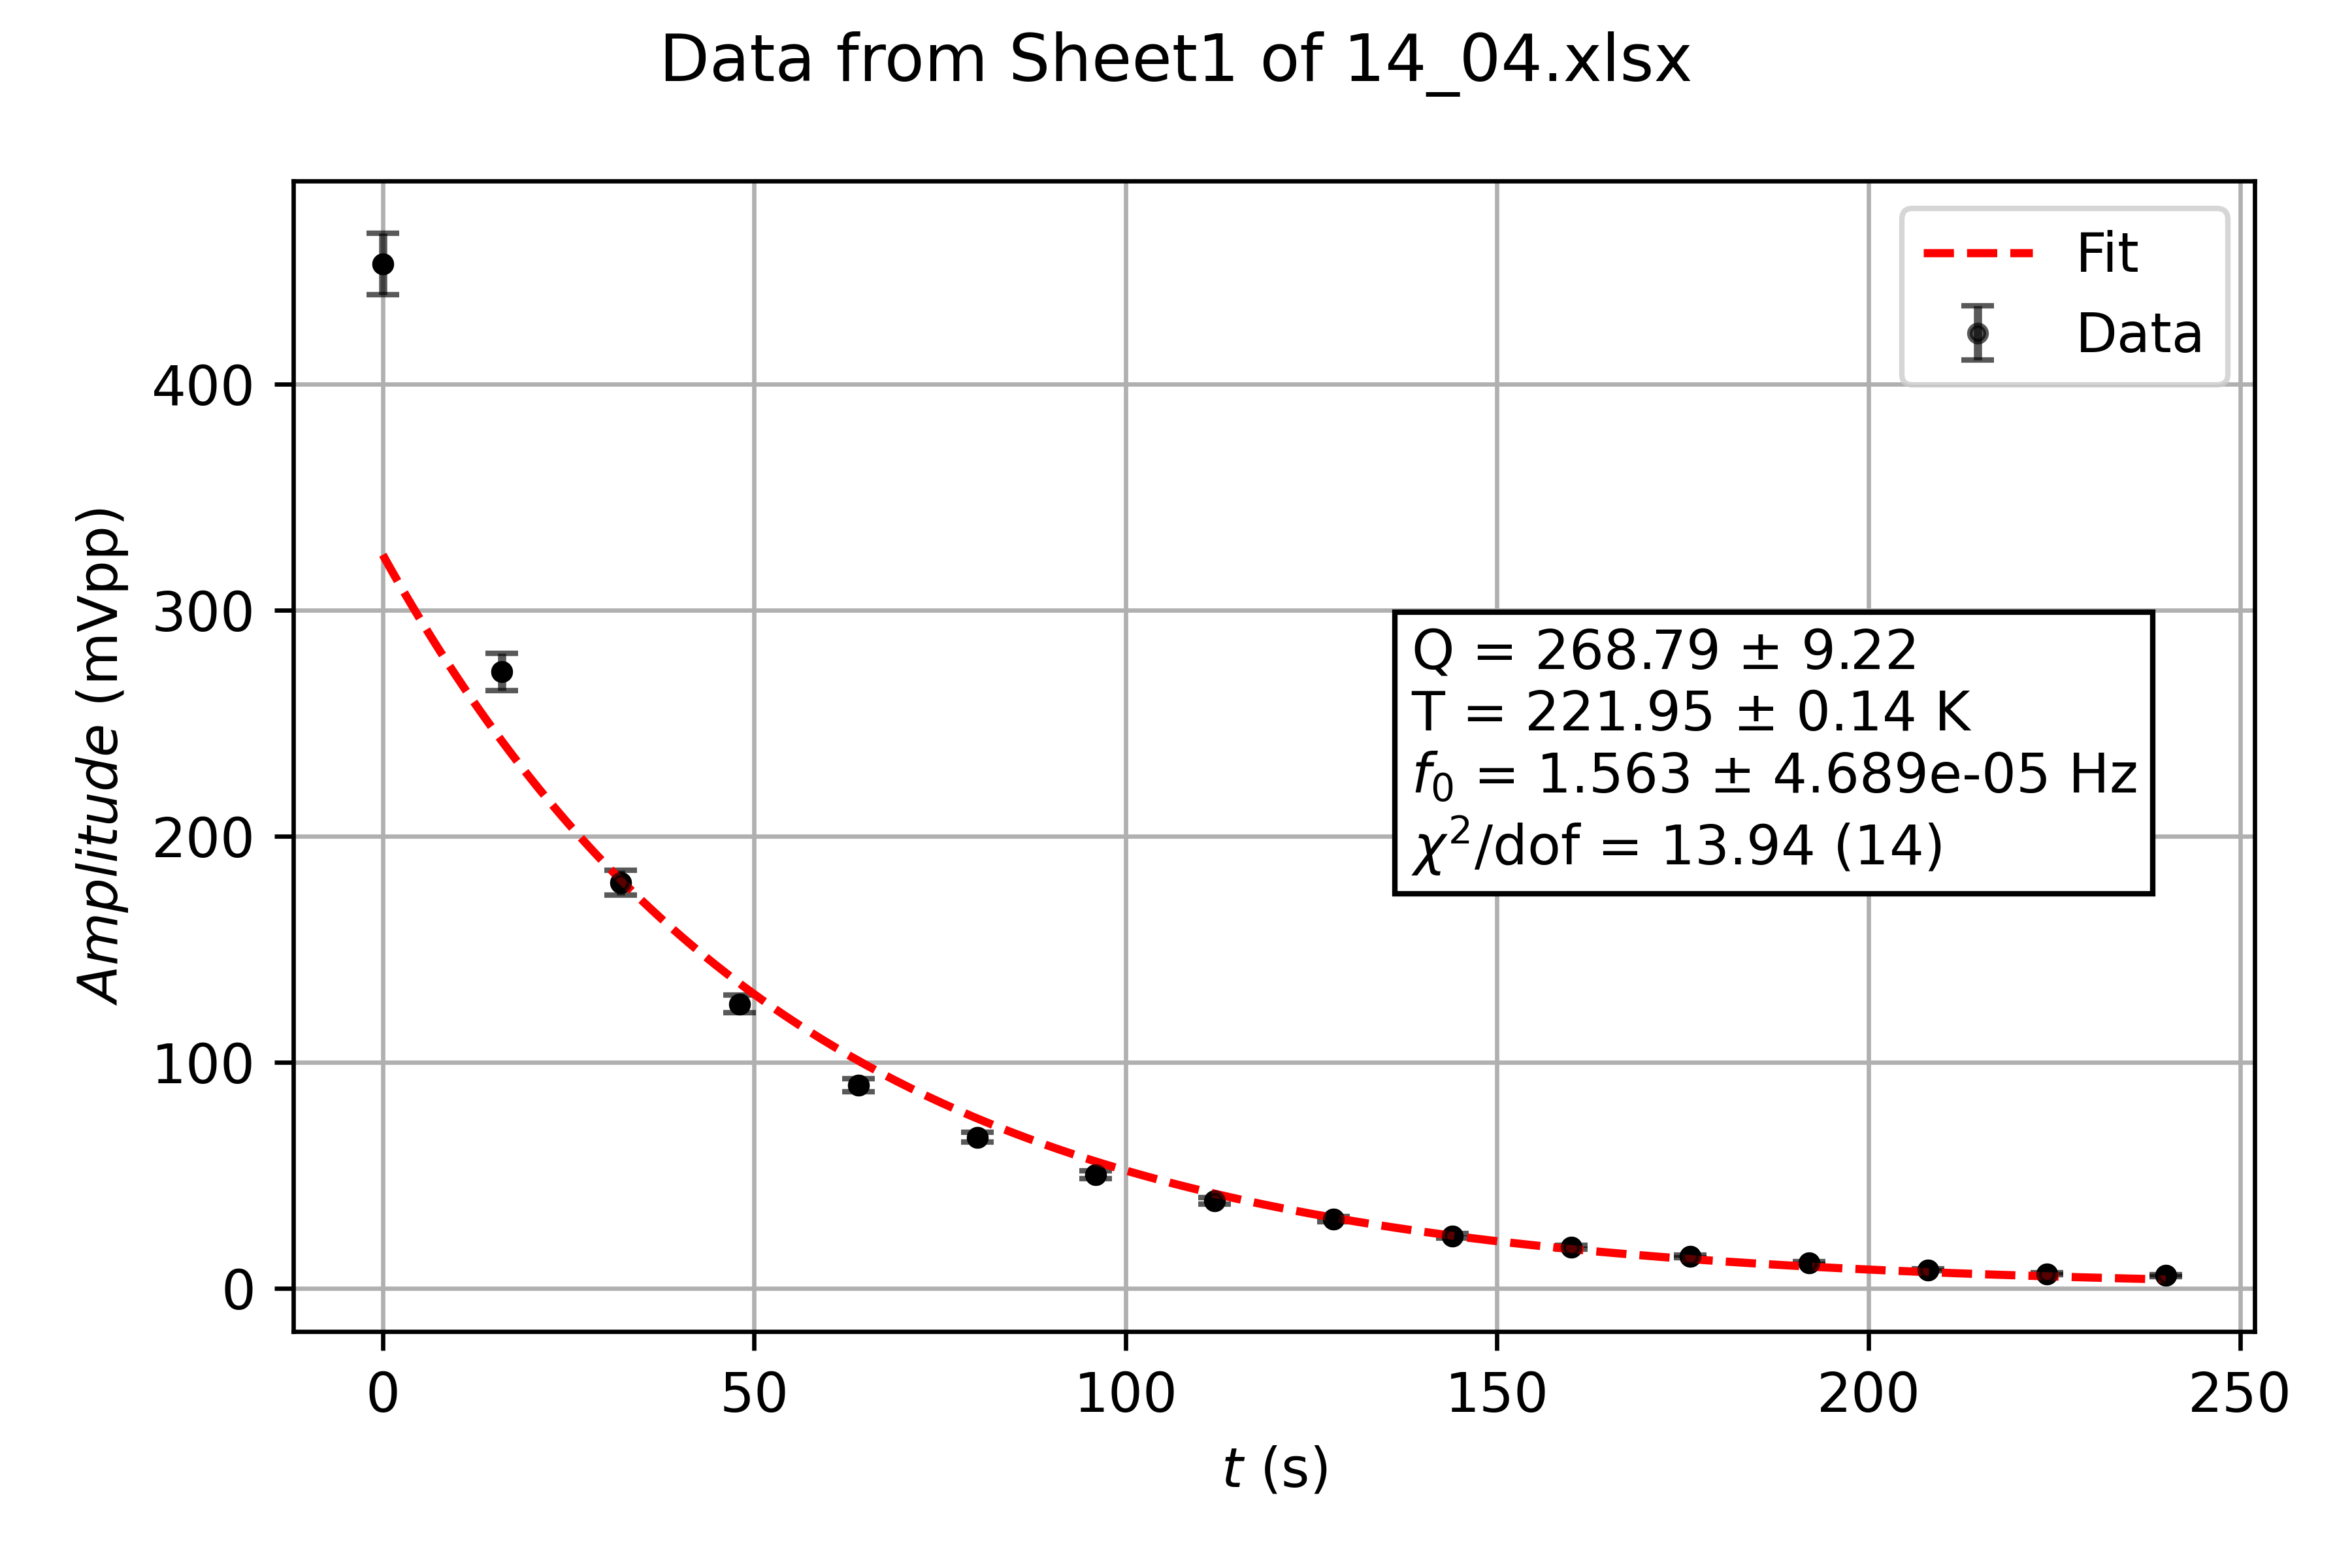 Data from Sheet1 of 14_04.xlsx
Fit
Data
400
300
200
100
0
Amplitude (mVpp)
Q = 268.79 ± 9.22
T = 221.95 ± 0.14 K
f₀ = 1.563 ± 4.689e-05 Hz
χ²/dof = 13.94 (14)
0 50 100 150 200 250
t (s)